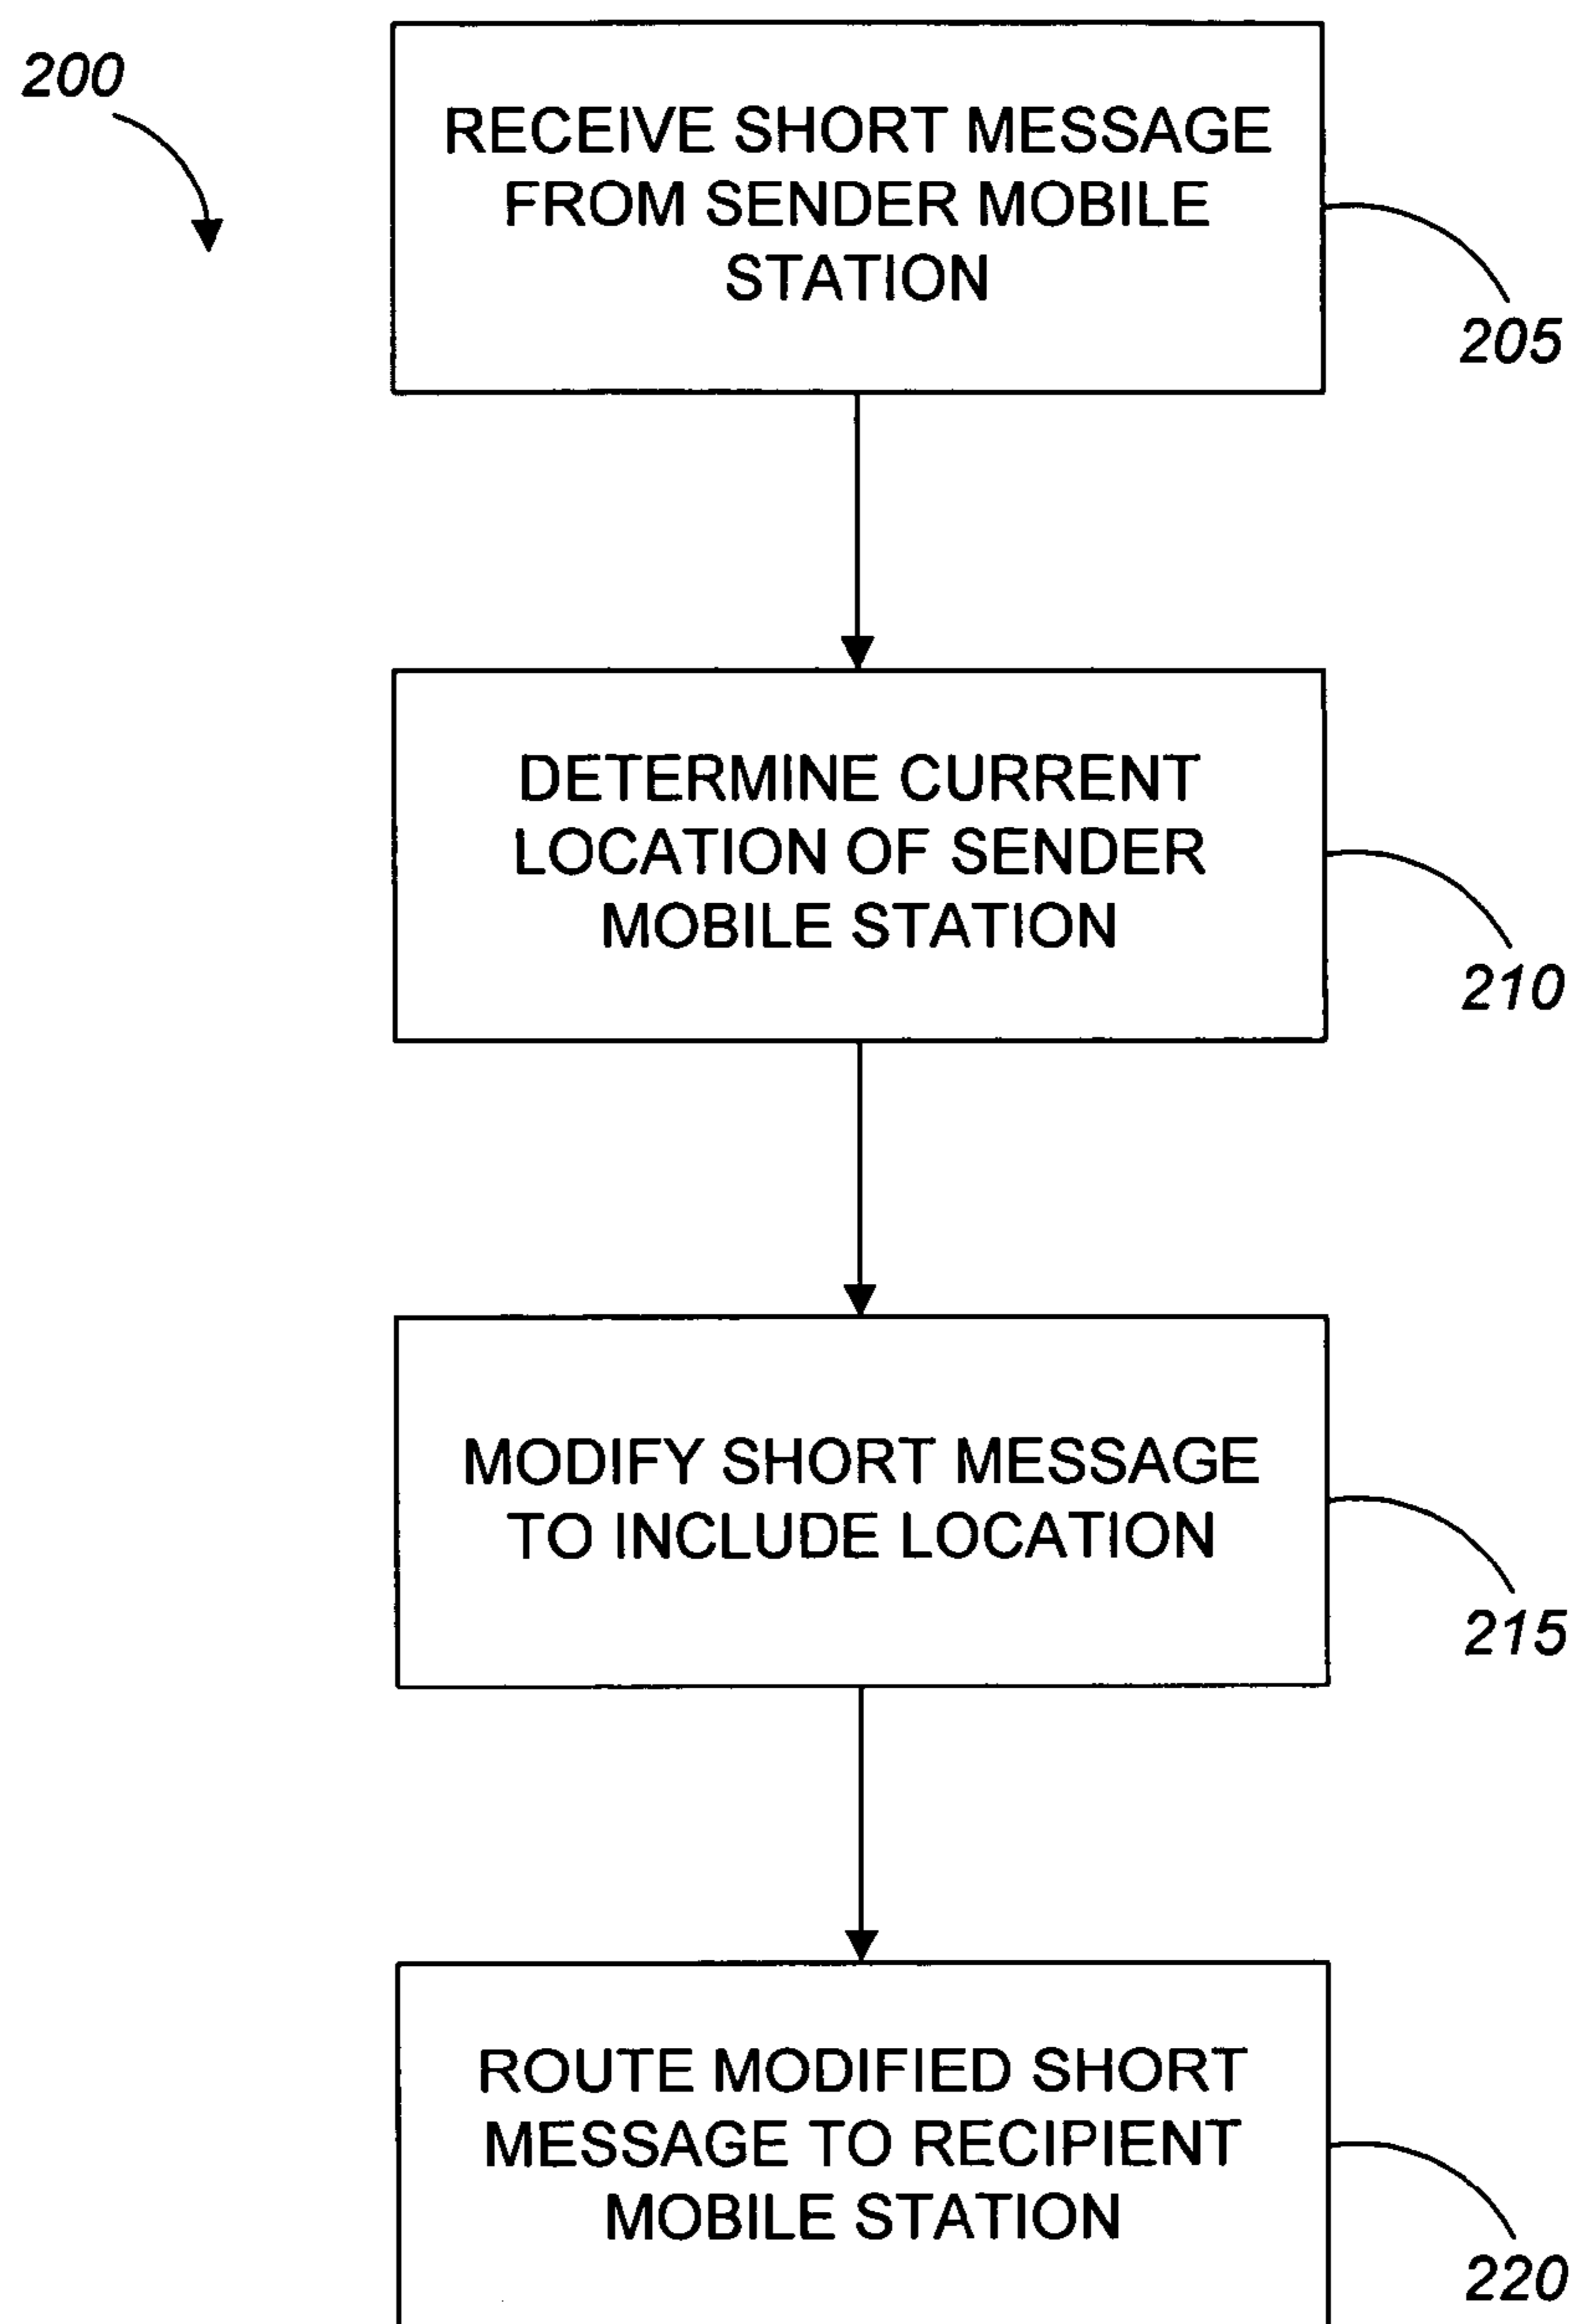 200
RECEIVE SHORT MESSAGE
FROM SENDER MOBILE
STATION
205
DETERMINE CURRENT
LOCATION OF SENDER
MOBILE STATION
210
MODIFY SHORT MESSAGE
TO INCLUDE LOCATION
215
ROUTE MODIFIED SHORT
MESSAGE TO RECIPIENT
MOBILE STATION
220